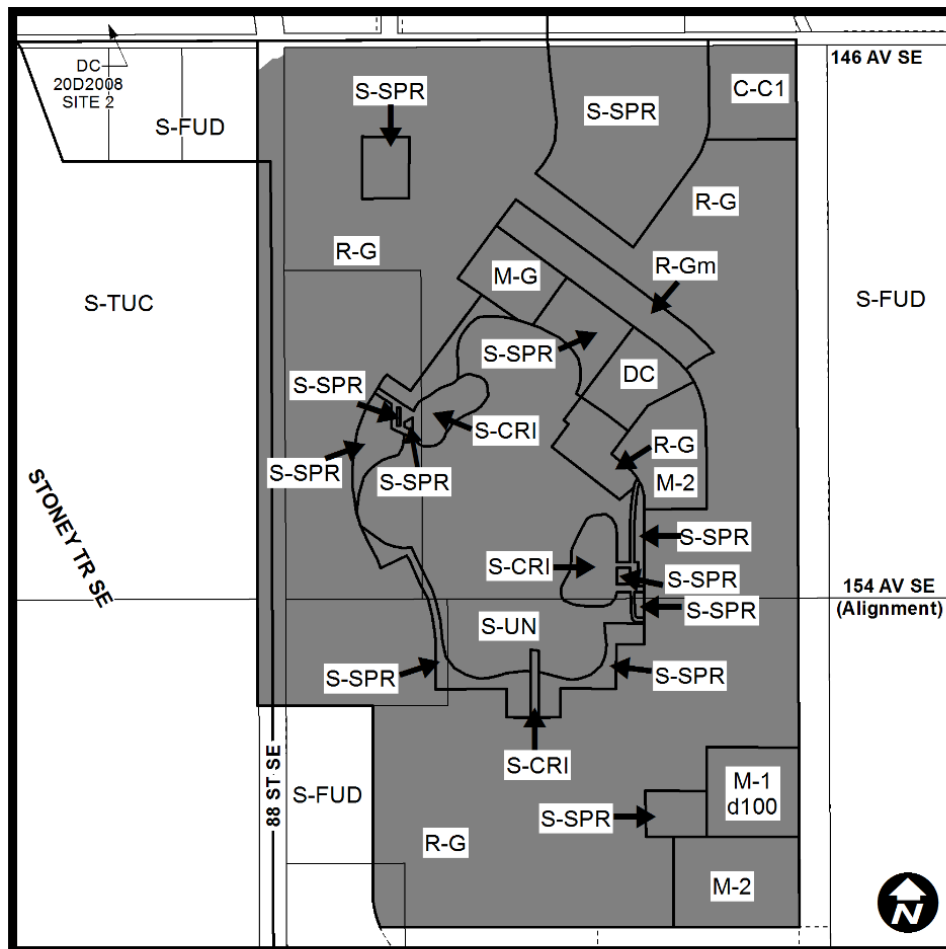 146 AV SE
DC
20D2008
SITE 2
S-SPR
C-C1
S-SPR
S-FUD
R-G
R-G
R-Gm
M-G
S-TUC
S-FUD
S-SPR
DC
S-SPR
S-CRI
R-G
S-SPR
S-SPR
M-2
STONEY TR SE
S-SPR
S-CRI
S-SPR
154 AV SE
(Alignment)
S-SPR
S-UN
S-SPR
S-SPR
88 ST SE
S-CRI
S-FUD
M-1
d100
S-SPR
R-G
M-2
N